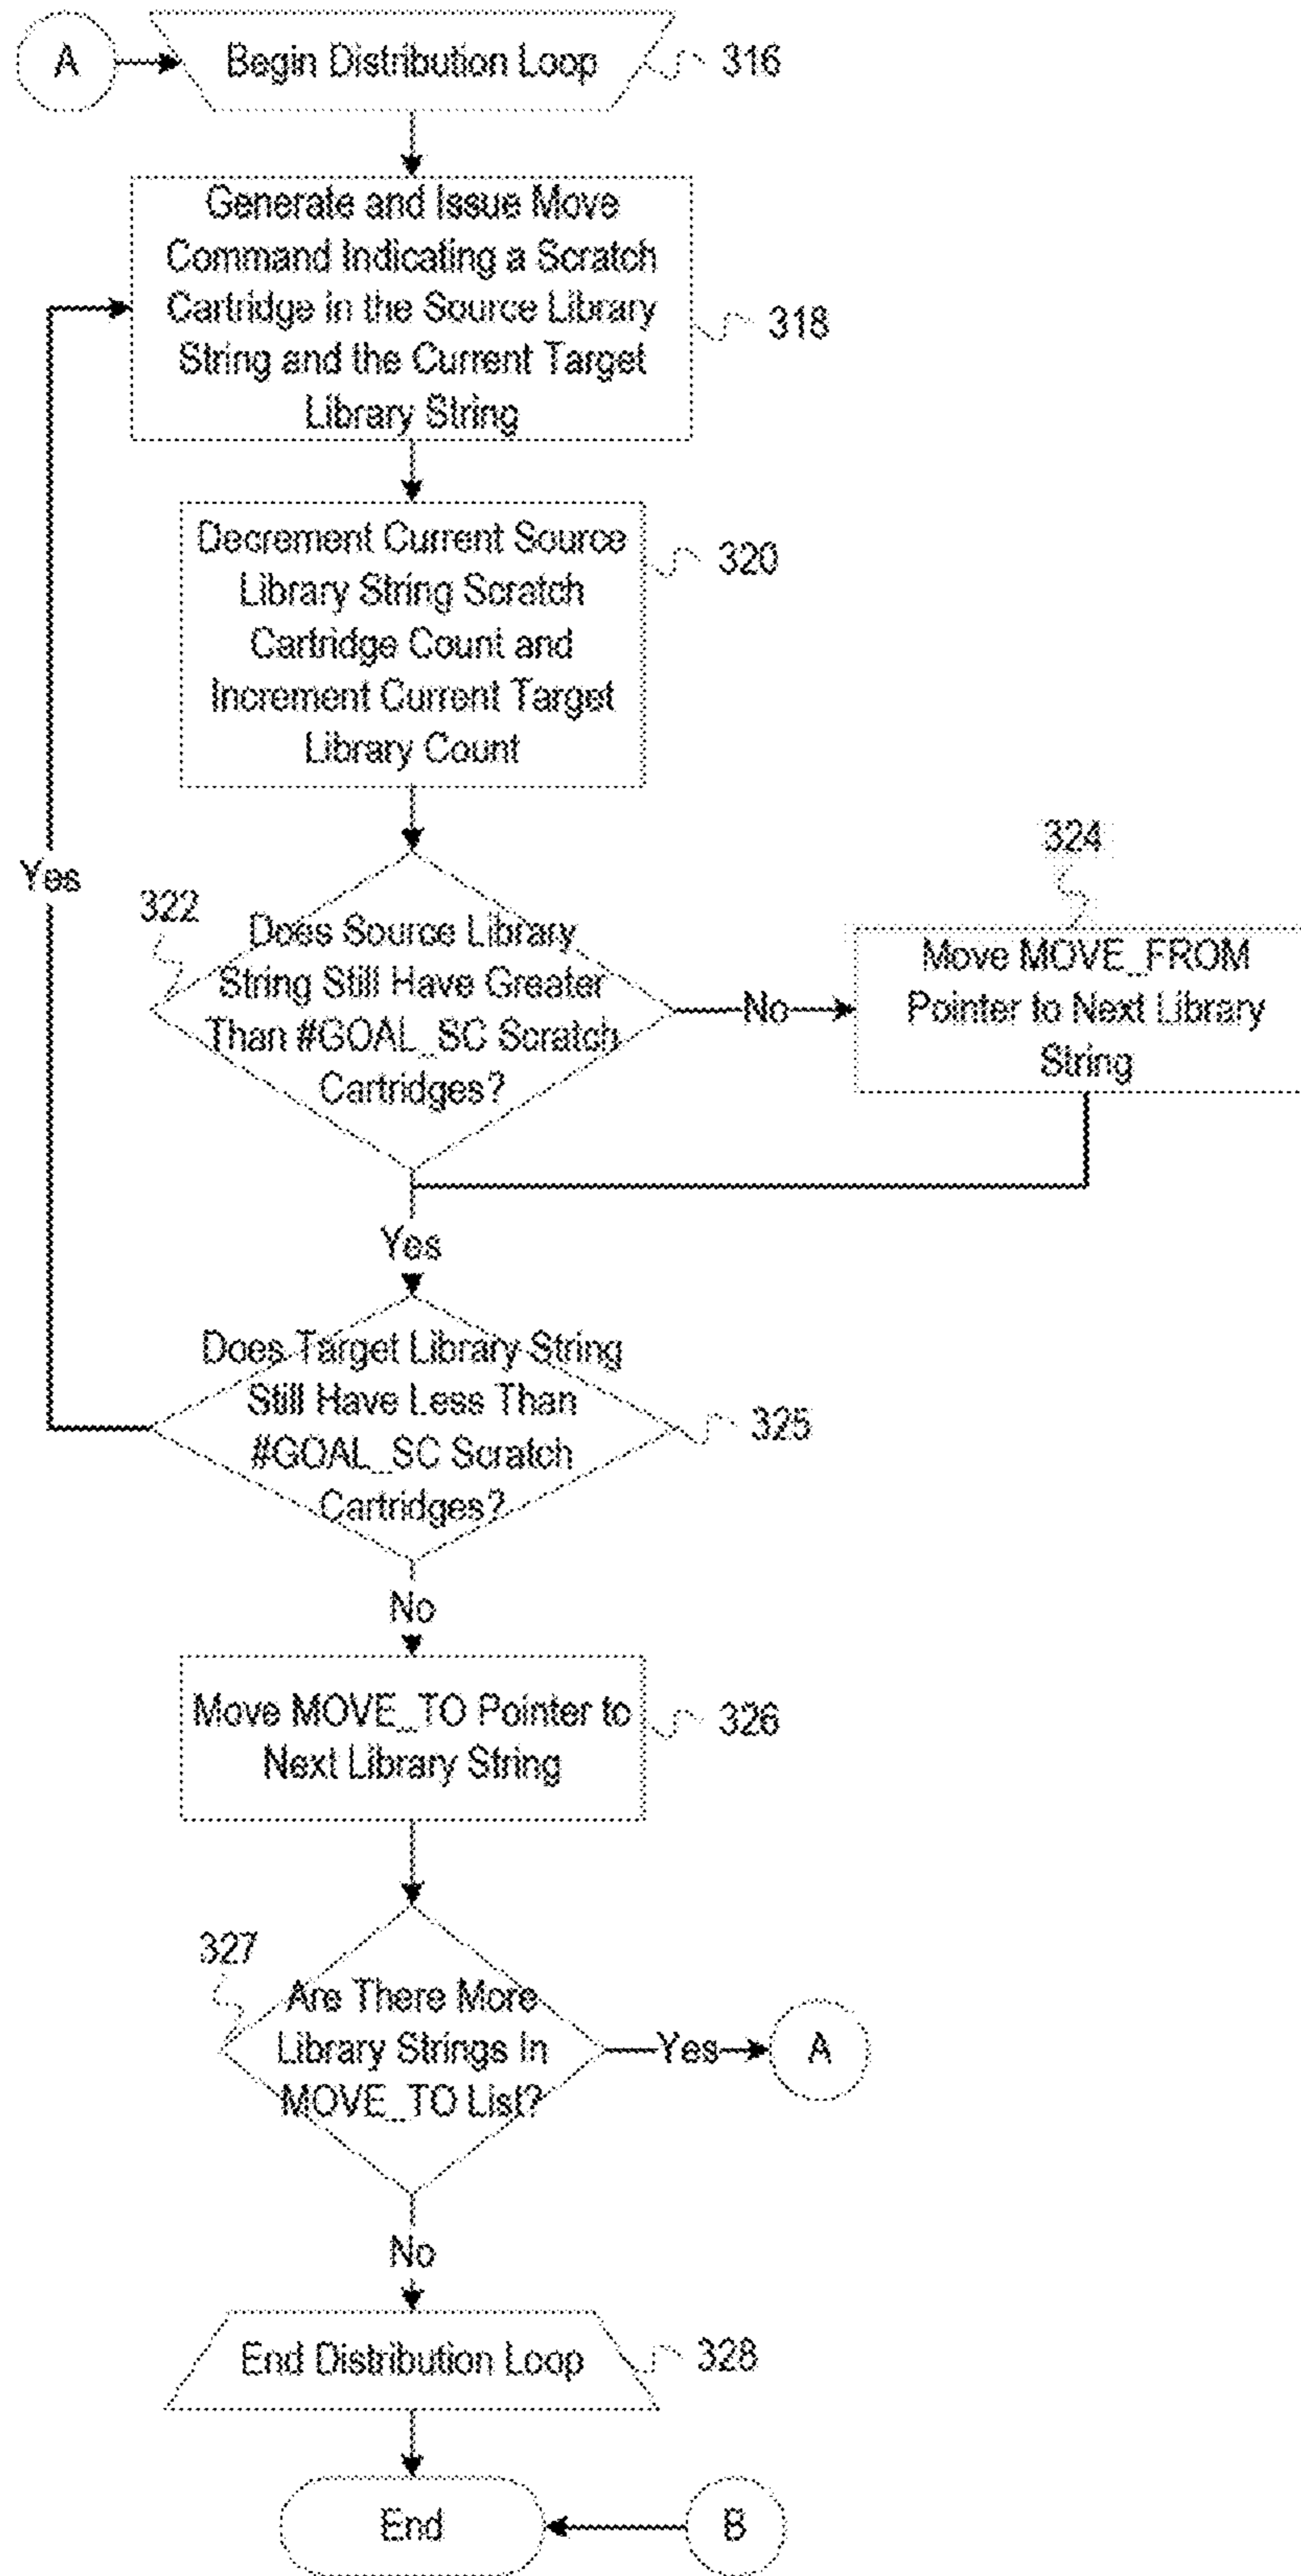 A
Begin Distribution Loop
316
Generate and Issue Move
Command Indicating a Scratch
Cartridge in the Source Library
String and the Current Target
Library String
318
Decrement Current Source
Library String Scratch
Cartridge Count and
Increment Current Target
Library Count
320
322
Does Source Library
String Still Have Greater
Than #GOAL_SC Scratch
Cartridges?
No
324
Move MOVE_FROM
Pointer to Next Library
String
Yes
Yes
Does Target Library String
Still Have Less Than
#GOAL_SC Scratch
Cartridges?
325
No
Move MOVE_TO Pointer to
Next Library String
326
327
Are There More
Library Strings In
MOVE_TO List?
Yes
A
No
End Distribution Loop
328
End
B